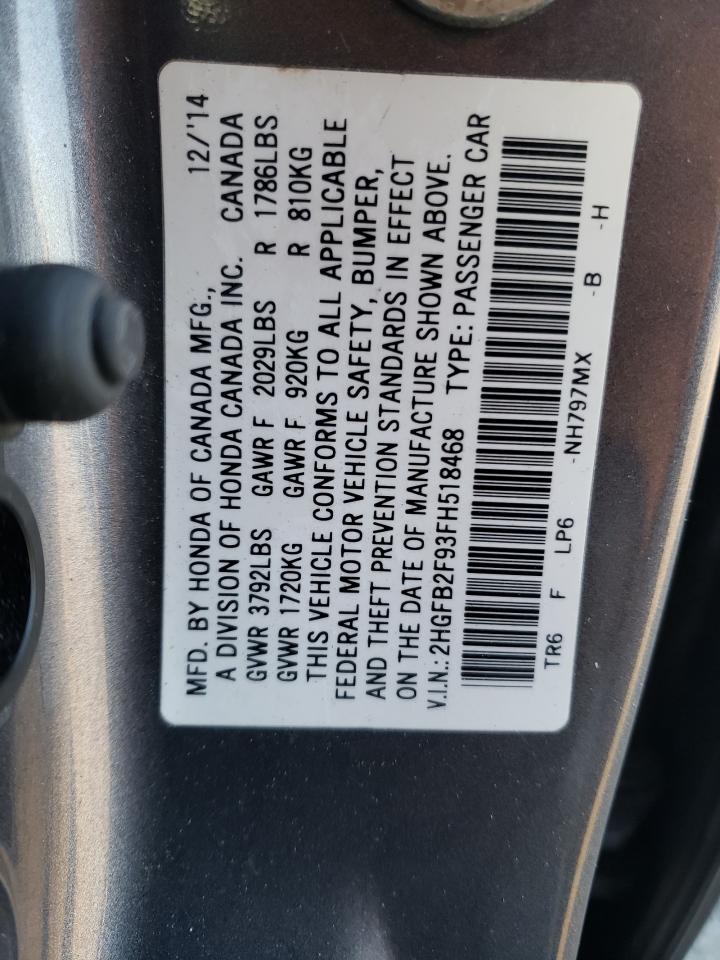 MFD. BY HONDA OF CANADA MFG., 12/'14
A DIVISION OF HONDA CANADA INC. CANADA
GVWR 3792LBS GAWR F 2029LBS R 1786LBS
GVWR 1720KG GAWR F 920KG R 810KG
THIS VEHICLE CONFORMS TO ALL APPLICABLE
FEDERAL MOTOR VEHICLE SAFETY, BUMPER,
AND THEFT PREVENTION STANDARDS IN EFFECT
ON THE DATE OF MANUFACTURE SHOWN ABOVE.
V.I.N.: 2HGFB2F93FH518468 TYPE: PASSENGER CAR
TR6 F LP6 -NH797MX -B -H